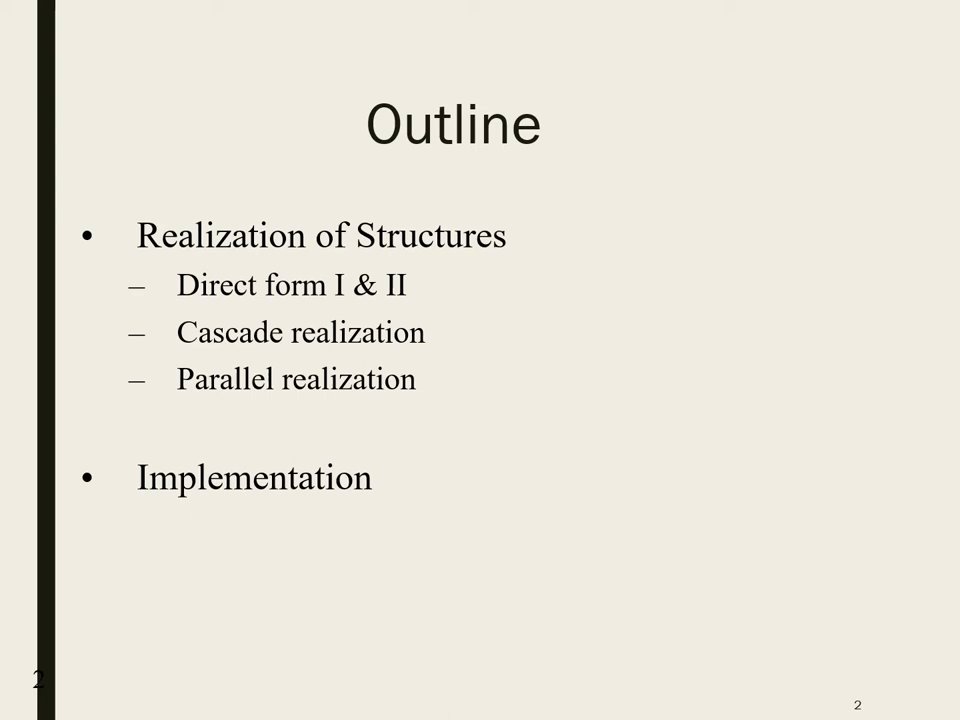 Outline
• Realization of Structures
– Direct form I & II
– Cascade realization
– Parallel realization
• Implementation
2
2